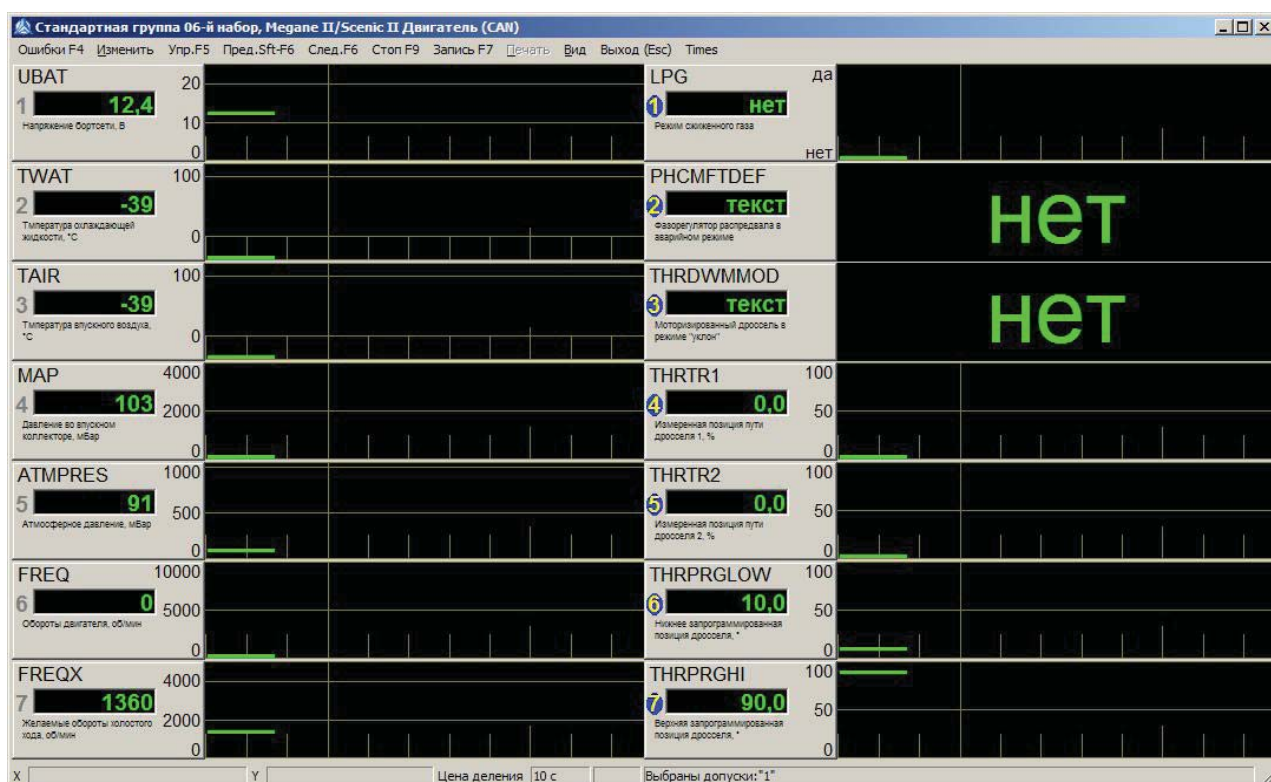 Стандартная группа 06-й набор, Megane II/Scenic II Двигатель (CAN)
Ошибки F4 Изменить Упр.F5 Пред.Sft-F6 След.F6 Стоп F9 Запись F7 Печать Вид Выход (Esc) Times
UBAT
20
1 12,4
Напряжение бортсети, В
10
0
TWAT
100
2 -39
Тмпература охлаждающей
жидкости, °C
0
TAIR
100
3 -39
Тмпература впускного воздуха,
°C
0
MAP
4000
4 103
2000
Давление во впускном
коллекторе, мБар
0
ATMPRES
1000
5 91
500
Атмосферное давление, мБар
0
FREQ
10000
6 0
5000
Обороты двигателя, об/мин
0
FREQX
4000
7 1360
2000
Желаемые обороты холостого
хода, об/мин
0
LPG
да
1 нет
Режим сжиженного газа
нет
PHCMFTDEF
2 текст
Фазорегулятор распредвала в
аварийном режиме
нет
THRDWMMOD
3 текст
Моторизированный дроссель в
режиме "уклон"
нет
THRTR1
100
4 0,0
50
Измеренная позиция пути
дросселя 1, %
0
THRTR2
100
5 0,0
50
Измеренная позиция пути
дросселя 2, %
0
THRPRGLOW
100
6 10,0
50
Нижнее запрограммированная
позиция дросселя, °
0
THRPRGHI
100
7 90,0
50
Верхняя запрограммированная
позиция дросселя, °
0
X Y Цена деления 10 с Выбраны допуски:"1"